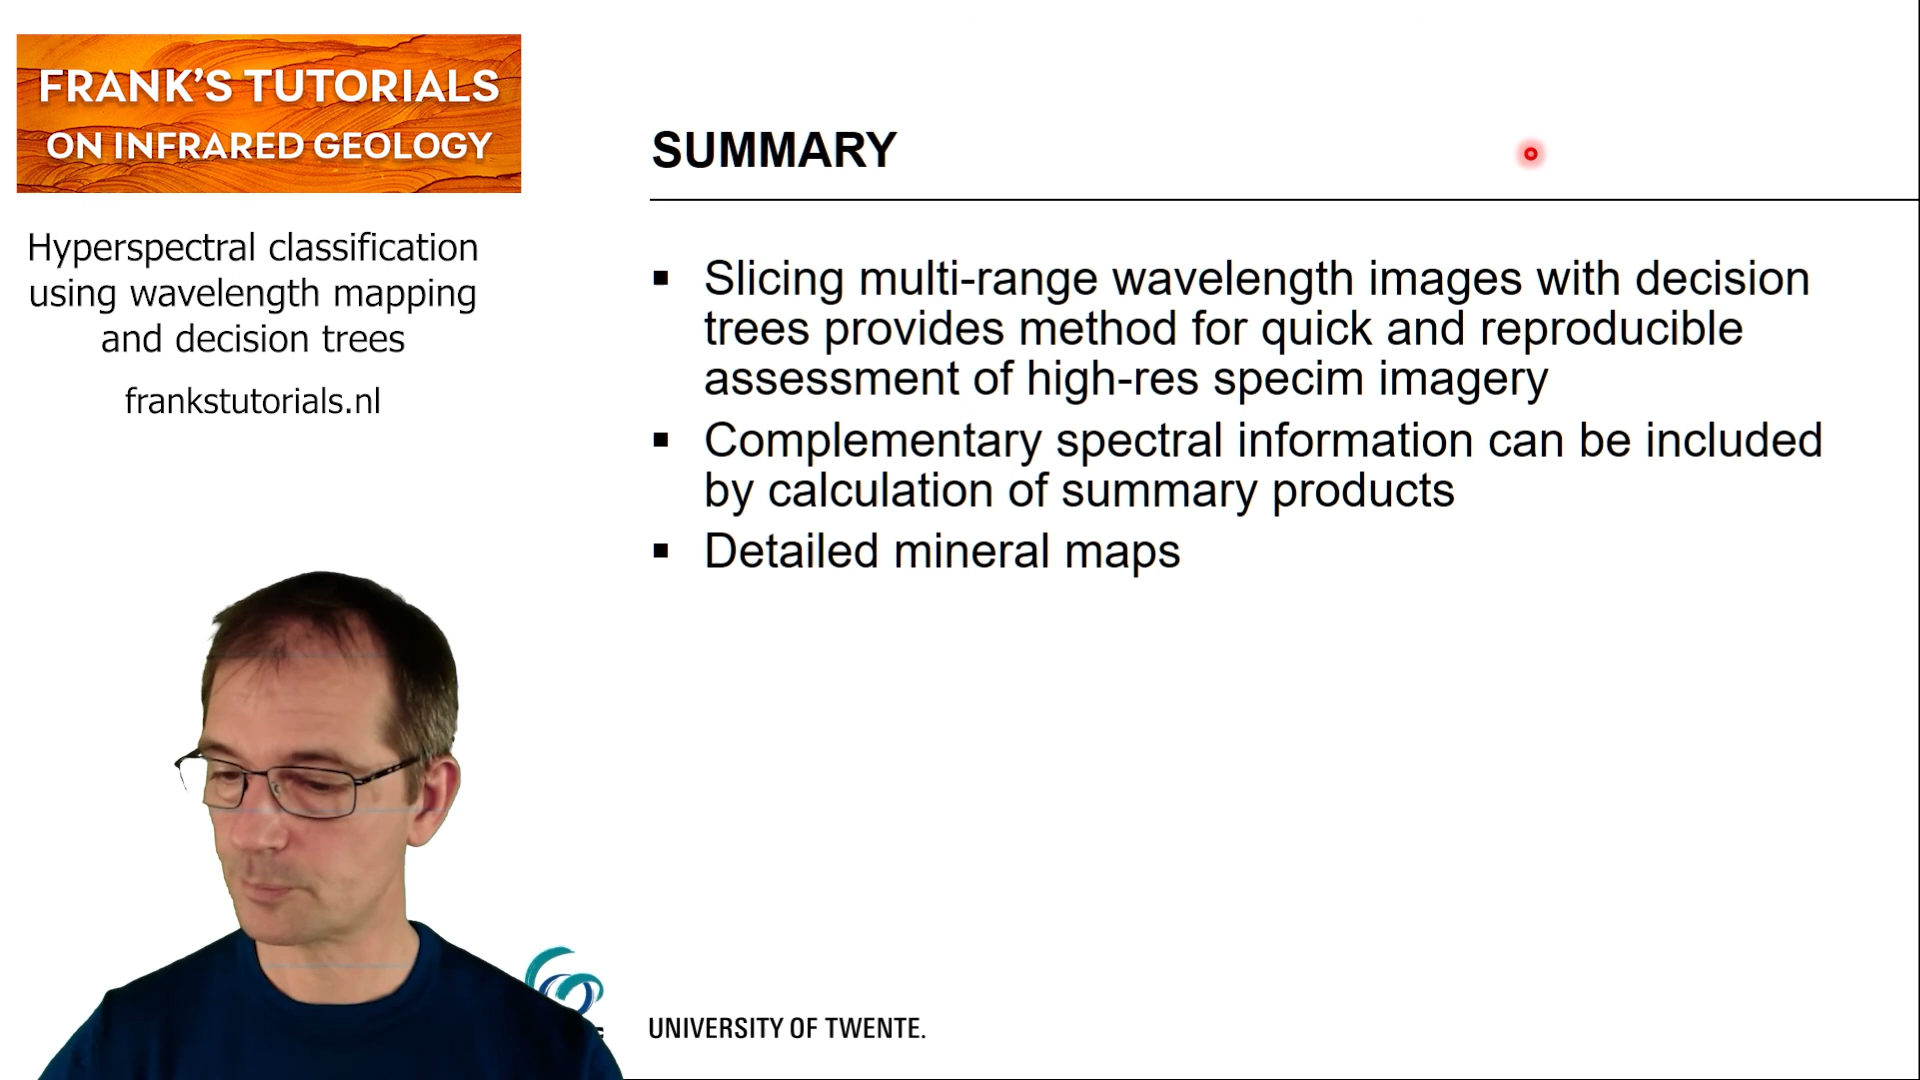 FRANK'S TUTORIALS
ON INFRARED GEOLOGY
Hyperspectral classification
using wavelength mapping
and decision trees
frankstutorials.nl
SUMMARY
▪ Slicing multi-range wavelength images with decision
trees provides method for quick and reproducible
assessment of high-res specim imagery
▪ Complementary spectral information can be included
by calculation of summary products
▪ Detailed mineral maps
UNIVERSITY OF TWENTE.